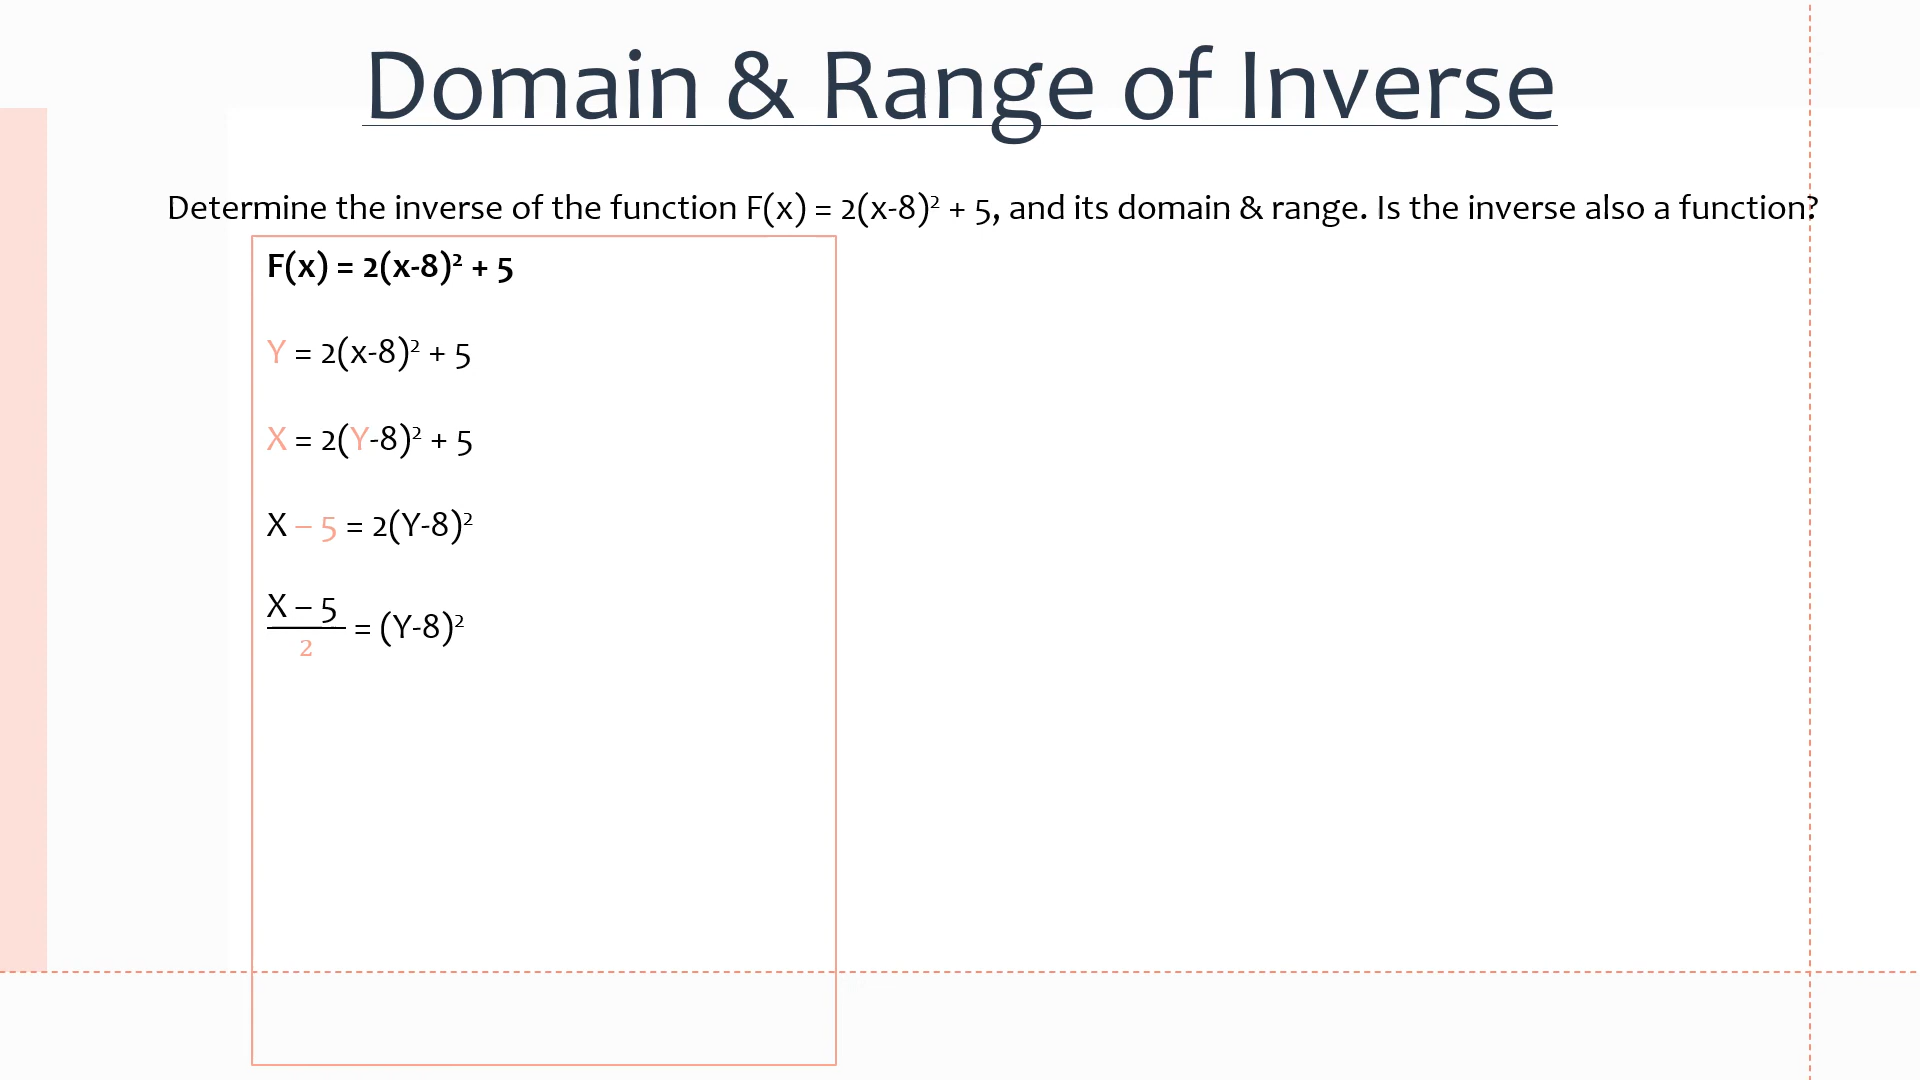 Domain & Range of Inverse
Determine the inverse of the function F(x) = 2(x-8)² + 5, and its domain & range. Is the inverse also a function?
F(x) = 2(x-8)² + 5
Y = 2(x-8)² + 5
X = 2(Y-8)² + 5
X – 5 = 2(Y-8)²
X – 5
= (Y-8)²
2